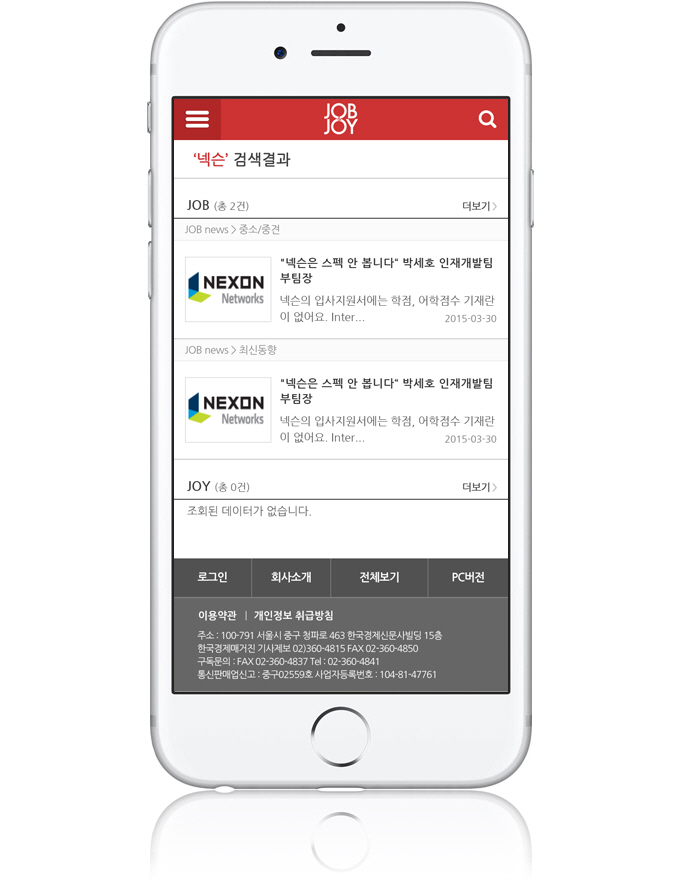 JOB
JOY
‘넥슨’ 검색결과
JOB (총 2건) 더보기 >
JOB news > 중소/중견
NEXON
Networks
"넥슨은 스펙 안 봅니다" 박세호 인재개발팀
부팀장
넥슨의 입사지원서에는 학점, 어학점수 기재란
이 없어요. Inter... 2015-03-30
JOB news > 최신동향
NEXON
Networks
"넥슨은 스펙 안 봅니다" 박세호 인재개발팀
부팀장
넥슨의 입사지원서에는 학점, 어학점수 기재란
이 없어요. Inter... 2015-03-30
JOY (총 0건) 더보기 >
조회된 데이터가 없습니다.
로그인 회사소개 전체보기 PC버전
이용약관 | 개인정보 취급방침
주소 : 100-791 서울시 중구 청파로 463 한국경제신문사빌딩 15층
한국경제매거진 기사제보 02)360-4815 FAX 02-360-4850
구독문의 : FAX 02-360-4837 Tel : 02-360-4841
통신판매업신고 : 중구02559호 사업자등록번호 : 104-81-47761